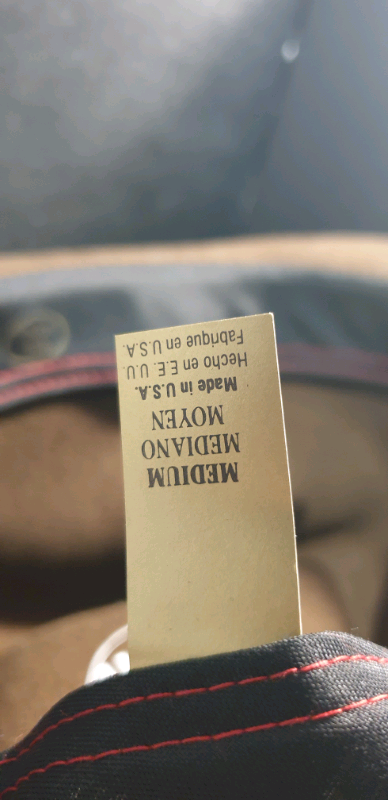 MEDIUM
MEDIANO
MOYEN
Made in U.S.A.
Hecho en E.E. U.U.
Fabrique en U.S.A.